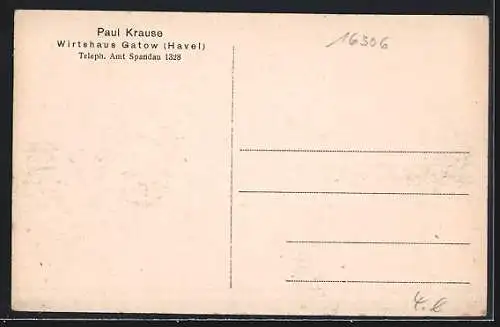 Paul Krause
Wirtshaus Gatow (Havel)
Teleph. Amt Spandau 1328
16306